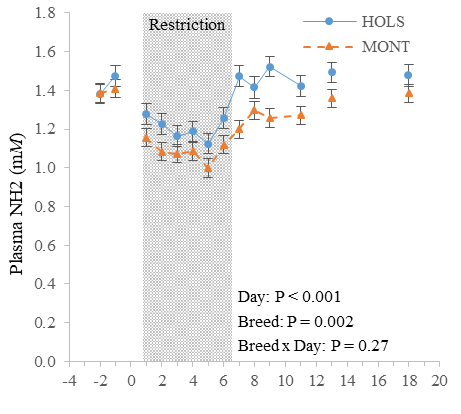 1.8
1.6
1.4
1.2
1.0
0.8
0.6
0.4
0.2
0.0
Plasma NH2 (mM)
Restriction
HOLS
MONT
Day: P < 0.001
Breed: P = 0.002
Breed x Day: P = 0.27
-4 -2 0 2 4 6 8 10 12 14 16 18 20